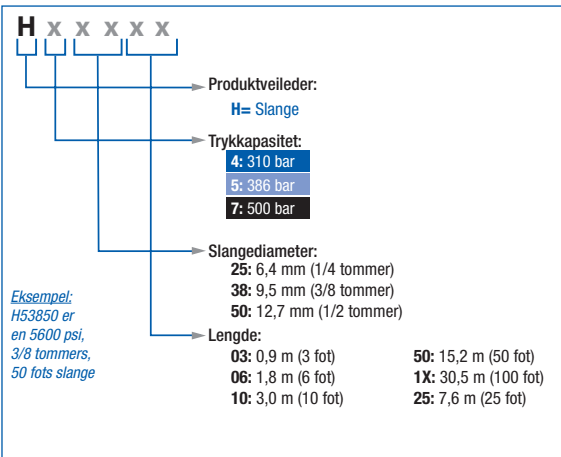 H x x x x x
Produktveileder:
H= Slange
Trykkapasitet:
4: 310 bar
5: 386 bar
7: 500 bar
Slangediameter:
25: 6,4 mm (1/4 tommer)
38: 9,5 mm (3/8 tommer)
50: 12,7 mm (1/2 tommer)
Eksempel:
H53850 er
en 5600 psi,
3/8 tommers,
50 fots slange
Lengde:
03: 0,9 m (3 fot) 50: 15,2 m (50 fot)
06: 1,8 m (6 fot) 1X: 30,5 m (100 fot)
10: 3,0 m (10 fot) 25: 7,6 m (25 fot)